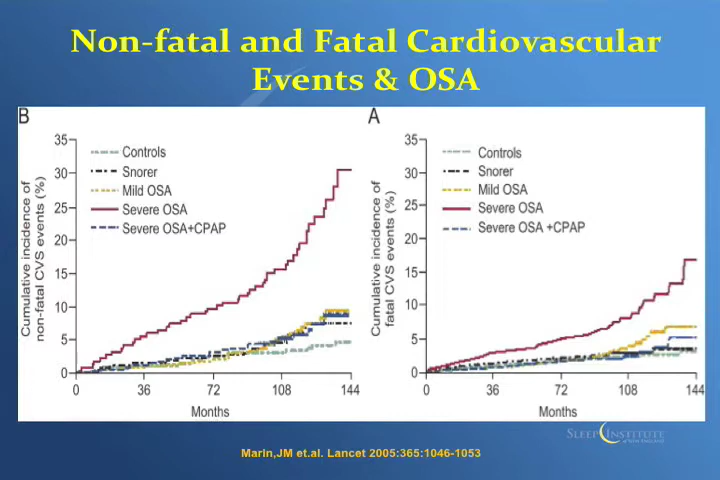 Non-fatal and Fatal Cardiovascular
Events & OSA
B
Cumulative incidence of
non-fatal CVS events (%)
35
30
25
20
15
10
5
0
Controls
Snorer
Mild OSA
Severe OSA
Severe OSA+CPAP
0 36 72 108 144
Months
A
Cumulative incidence of
fatal CVS events (%)
35
30
25
20
15
10
5
0
Controls
Snorer
Mild OSA
Severe OSA
Severe OSA +CPAP
0 36 72 108 144
Months
SLEEP INSTITUTE
OF NEW ENGLAND
Marin,JM et.al. Lancet 2005:365:1046-1053